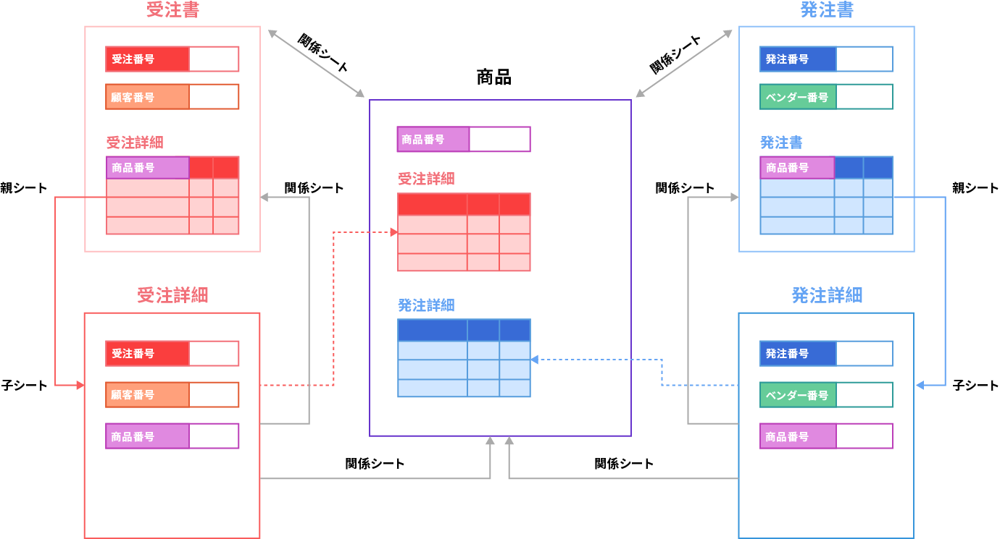 受注書
受注番号
顧客番号
受注詳細
商品番号
親シート
関係シート
関係シート
商品
商品番号
受注詳細
発注詳細
関係シート
発注書
発注番号
ベンダー番号
発注書
商品番号
関係シート
親シート
受注詳細
受注番号
顧客番号
商品番号
子シート
関係シート
関係シート
発注詳細
発注番号
ベンダー番号
商品番号
子シート